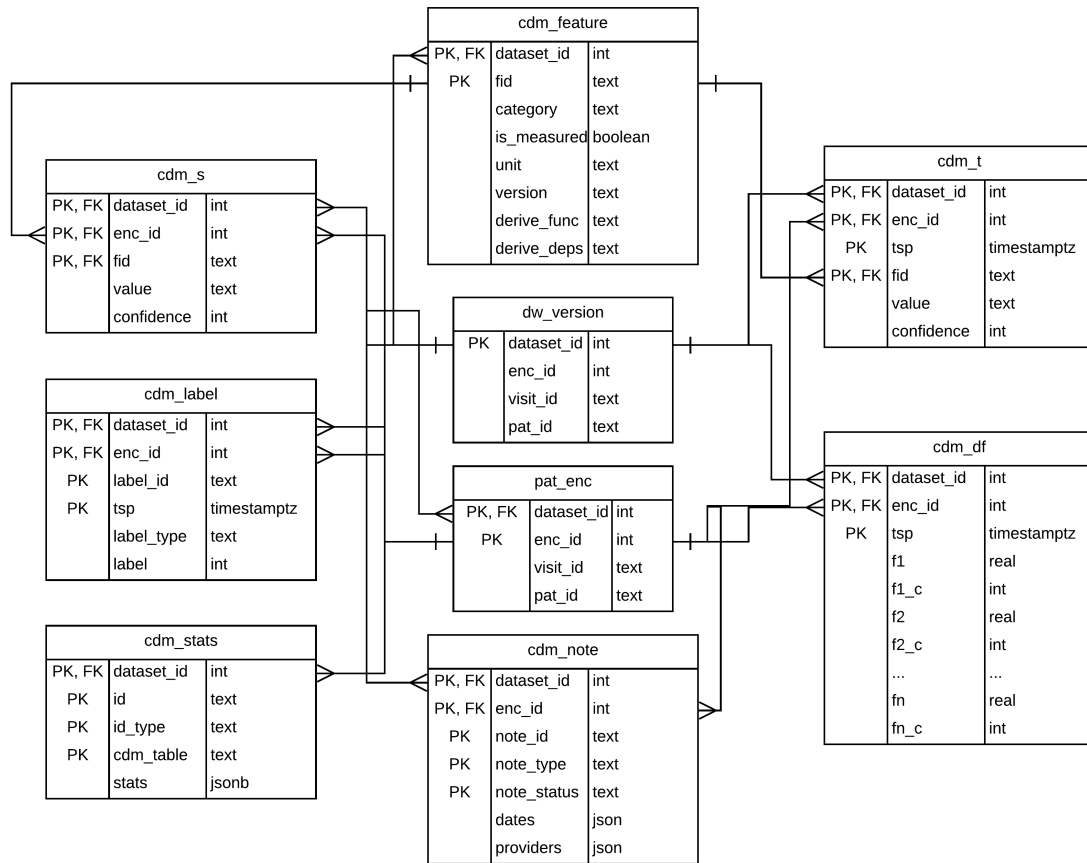 cdm_feature
PK, FK dataset_id int
PK fid text
category text
is_measured boolean
unit text
version text
derive_func text
derive_deps text
cdm_s
PK, FK dataset_id int
PK, FK enc_id int
PK, FK fid text
value text
confidence int
cdm_t
PK, FK dataset_id int
PK, FK enc_id int
PK tsp timestamptz
PK, FK fid text
value text
confidence int
dw_version
PK dataset_id int
enc_id int
visit_id text
pat_id text
cdm_label
PK, FK dataset_id int
PK, FK enc_id int
PK label_id text
PK tsp timestamptz
label_type text
label int
pat_enc
PK, FK dataset_id int
PK enc_id int
visit_id text
pat_id text
cdm_df
PK, FK dataset_id int
PK, FK enc_id int
PK tsp timestamptz
f1 real
f1_c int
f2 real
f2_c int
... ...
fn real
fn_c int
cdm_stats
PK, FK dataset_id int
PK id text
PK id_type text
PK cdm_table text
stats jsonb
cdm_note
PK, FK dataset_id int
PK, FK enc_id int
PK note_id text
PK note_type text
PK note_status text
dates json
providers json